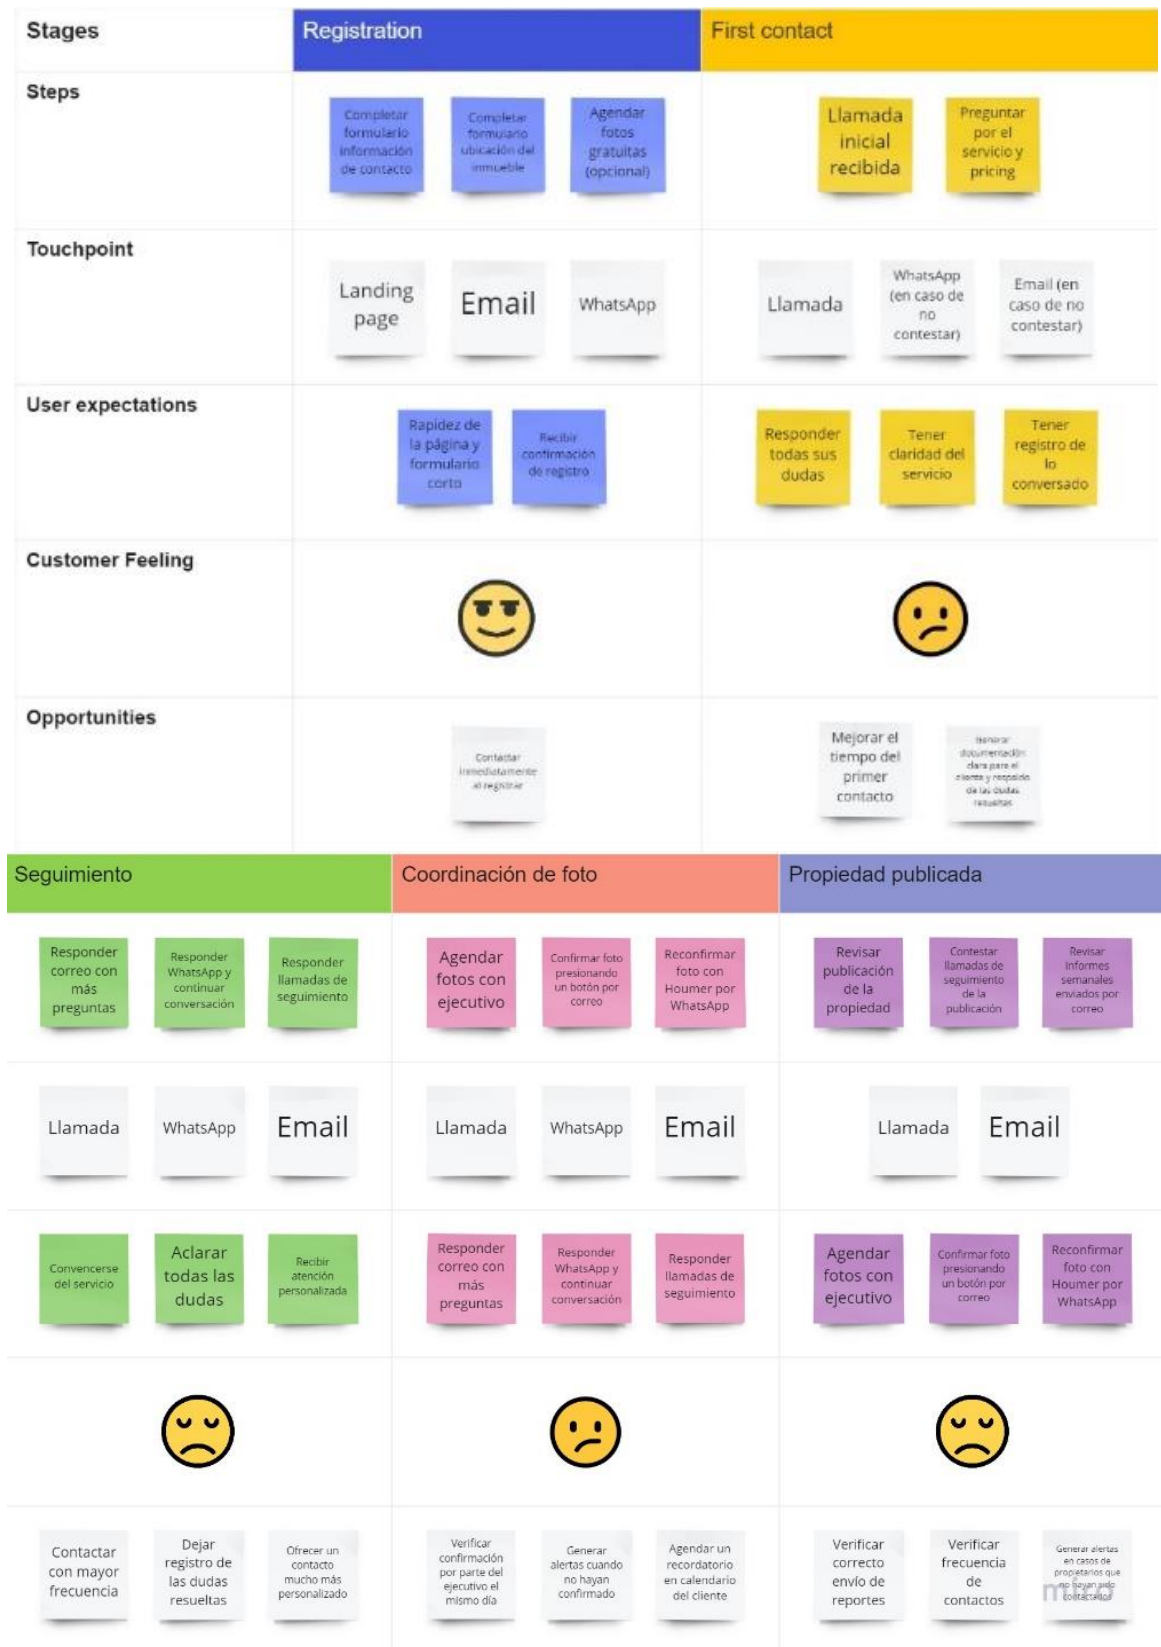 Stages
Registration
First contact
Steps
Completar
formulario
información
de contacto
Completar
formulario
ubicación del
inmueble
Agendar
fotos
gratuitas
(opcional)
Llamada
inicial
recibida
Preguntar
por el
servicio y
pricing
Touchpoint
Landing
page
Email
WhatsApp
Llamada
WhatsApp
(en caso de
no
contestar)
Email (en
caso de no
contestar)
User expectations
Rapidez de
la página y
formulario
corto
Recibir
confirmación
de registro
Responder
todas sus
dudas
Tener
claridad del
servicio
Tener
registro de
lo
conversado
Customer Feeling
Opportunities
Contactar
inmediatamente
al registrar
Mejorar el
tiempo del
primer
contacto
Generar
documentación
clara para el
cliente y respaldo
de las dudas
resueltas
Seguimiento
Coordinación de foto
Propiedad publicada
Responder
correo con
más
preguntas
Responder
WhatsApp y
continuar
conversación
Responder
llamadas de
seguimiento
Agendar
fotos con
ejecutivo
Confirmar foto
presionando
un botón por
correo
Reconfirmar
foto con
Houmer por
WhatsApp
Revisar
publicación
de la
propiedad
Contestar
llamadas de
seguimiento
de la
publicación
Revisar
Informes
semanales
enviados por
correo
Llamada
WhatsApp
Email
Llamada
WhatsApp
Email
Llamada
Email
Convencerse
del servicio
Aclarar
todas las
dudas
Recibir
atención
personalizada
Responder
correo con
más
preguntas
Responder
WhatsApp y
continuar
conversación
Responder
llamadas de
seguimiento
Agendar
fotos con
ejecutivo
Confirmar foto
presionando
un botón por
correo
Reconfirmar
foto con
Houmer por
WhatsApp
Contactar
con mayor
frecuencia
Dejar
registro de
las dudas
resueltas
Ofrecer un
contacto
mucho más
personalizado
Verificar
confirmación
por parte del
ejecutivo el
mismo día
Generar
alertas cuando
no hayan
confirmado
Agendar un
recordatorio
en calendario
del cliente
Verificar
correcto
envío de
reportes
Verificar
frecuencia
de
contactos
Generar alertas
en casos de
propietarios que
no hayan sido
contactados
miro